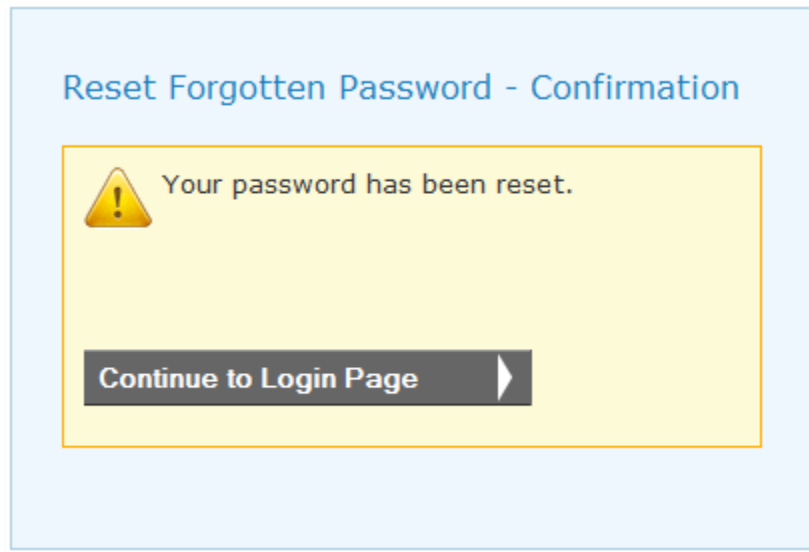 Reset Forgotten Password - Confirmation
Your password has been reset.
Continue to Login Page